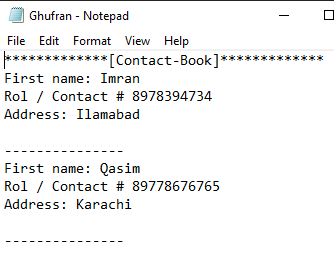 Ghufran - Notepad
File Edit Format View Help
*************[Contact-Book]*************
First name: Imran
Rol / Contact # 8978394734
Address: Ilamabad
---------------
First name: Qasim
Rol / Contact # 89778676765
Address: Karachi
---------------